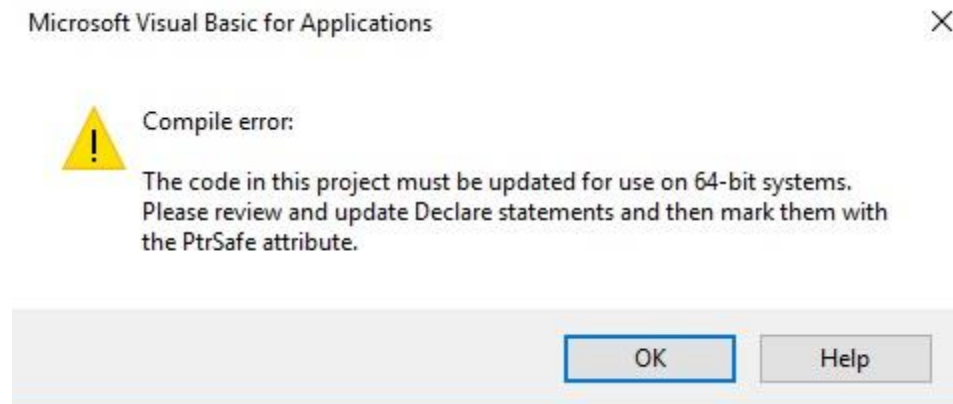 Microsoft Visual Basic for Applications
Compile error:
The code in this project must be updated for use on 64-bit systems.
Please review and update Declare statements and then mark them with
the PtrSafe attribute.
OK
Help